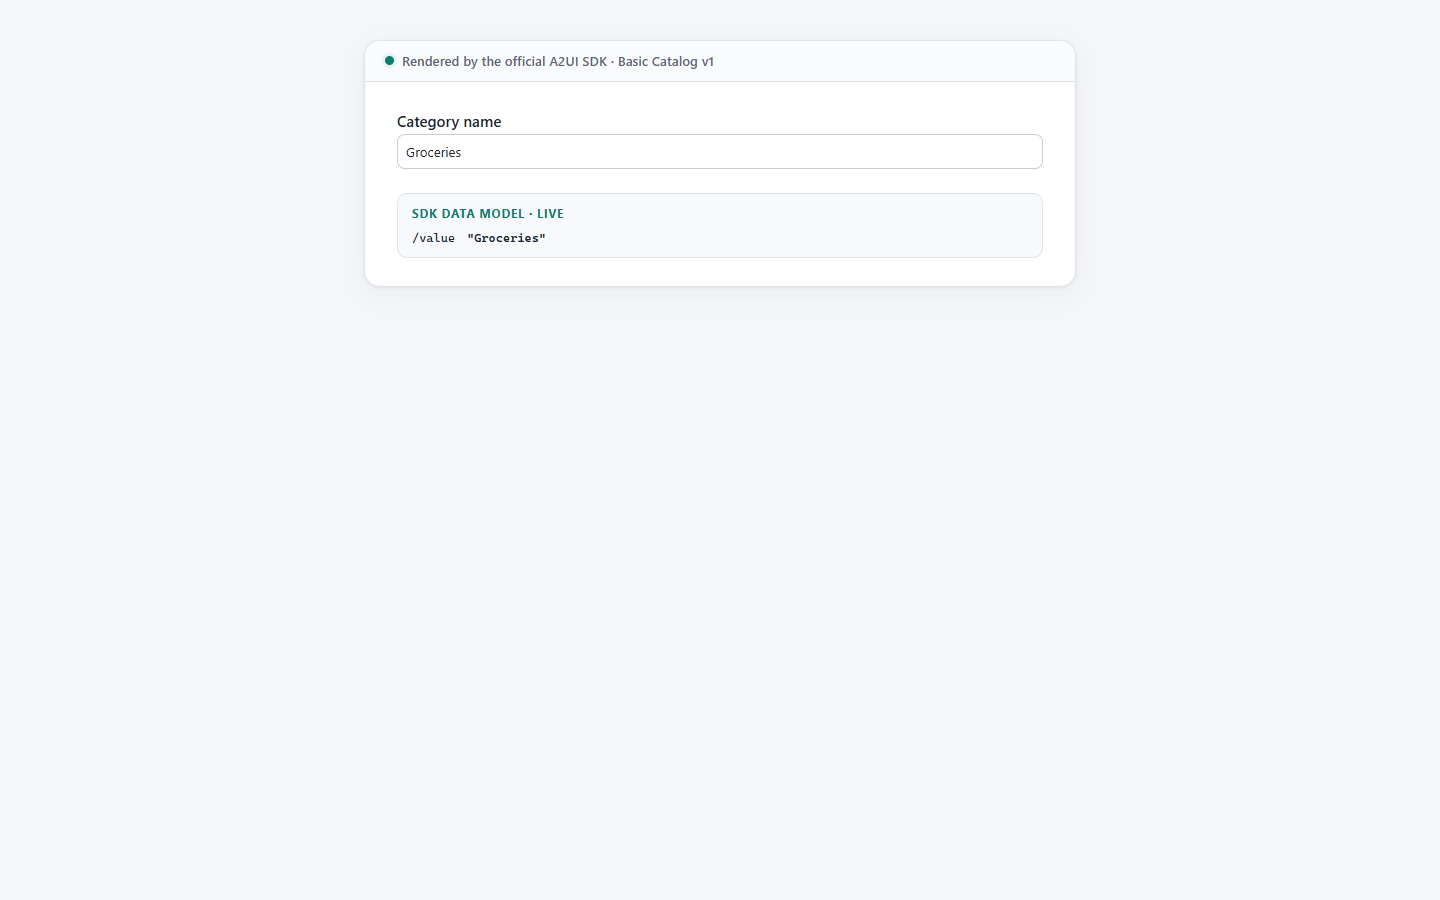 Rendered by the official A2UI SDK · Basic Catalog v1
Category name
Groceries
SDK DATA MODEL · LIVE
/value "Groceries"